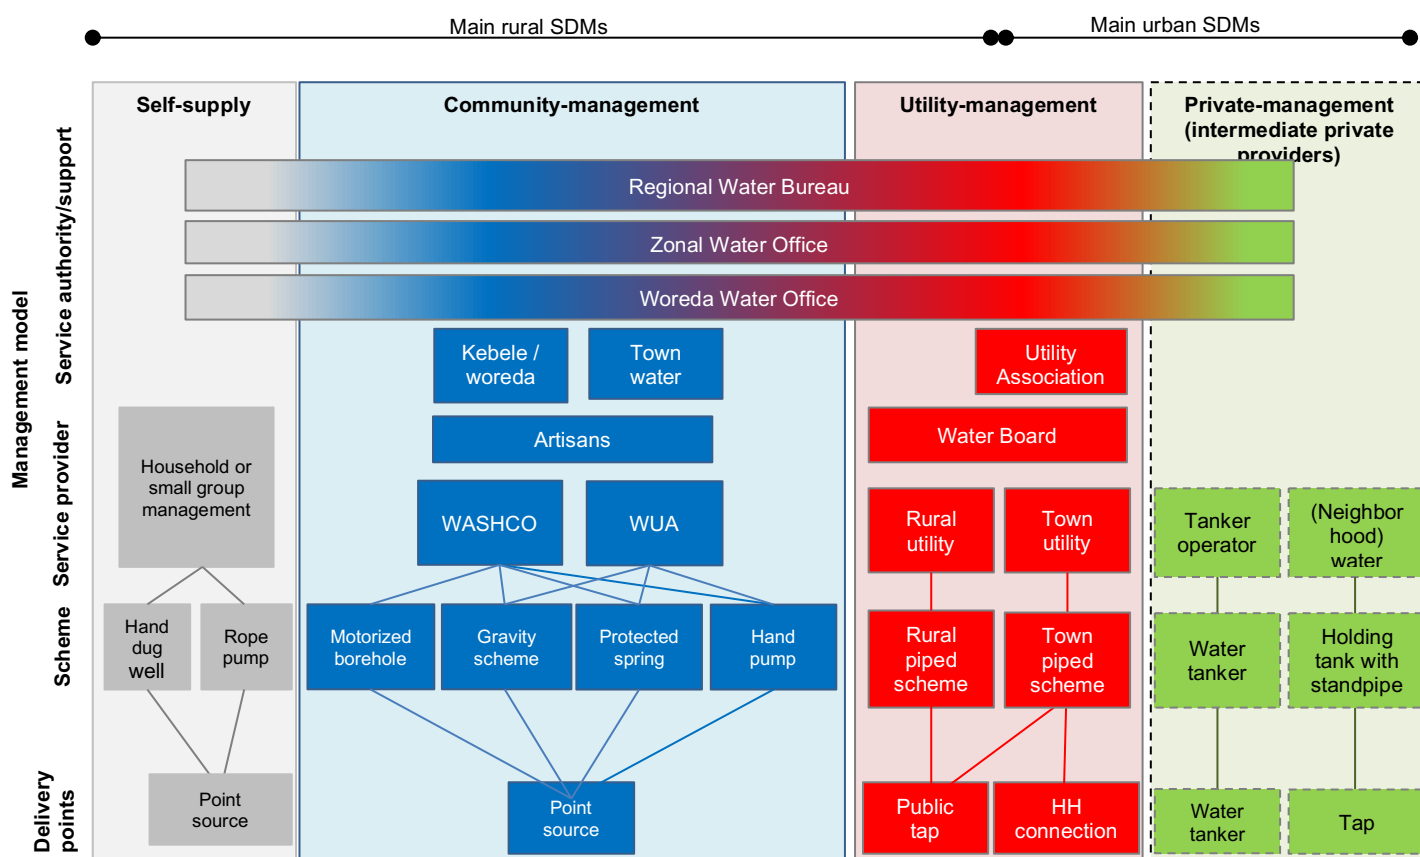 Main rural SDMs
Main urban SDMs
Self-supply
Community-management
Utility-management
Private-management
(intermediate private
providers)
Management model
Service authority/support
Regional Water Bureau
Zonal Water Office
Woreda Water Office
Kebele /
woreda
Town
water
Utility
Association
Service provider
Household or
small group
management
Artisans
Water Board
WASHCO
WUA
Rural
utility
Town
utility
Tanker
operator
(Neighbor
hood)
water
Scheme
Hand
dug
well
Rope
pump
Motorized
borehole
Gravity
scheme
Protected
spring
Hand
pump
Rural
piped
scheme
Town
piped
scheme
Water
tanker
Holding
tank with
standpipe
Delivery
points
Point
source
Point
source
Public
tap
HH
connection
Water
tanker
Tap